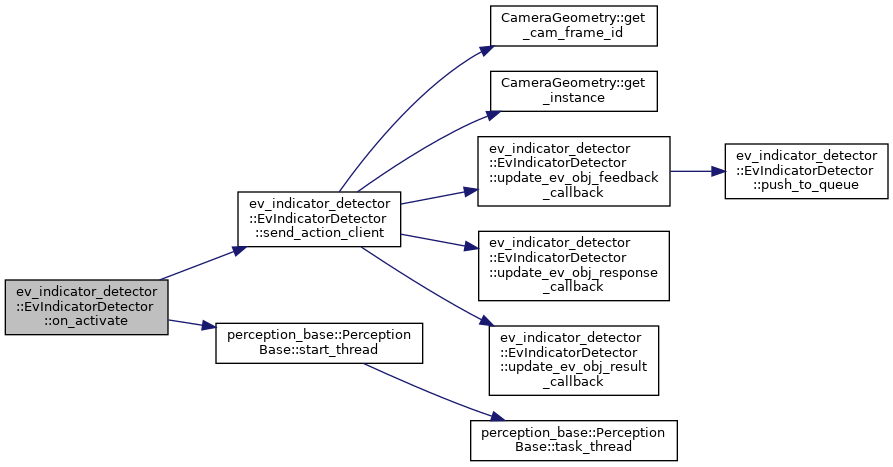 CameraGeometry::get
_cam_frame_id
CameraGeometry::get
_instance
ev_indicator_detector
::EvIndicatorDetector
::update_ev_obj_feedback
_callback
ev_indicator_detector
::EvIndicatorDetector
::push_to_queue
ev_indicator_detector
::EvIndicatorDetector
::send_action_client
ev_indicator_detector
::EvIndicatorDetector
::update_ev_obj_response
_callback
ev_indicator_detector
::EvIndicatorDetector
::on_activate
perception_base::Perception
Base::start_thread
ev_indicator_detector
::EvIndicatorDetector
::update_ev_obj_result
_callback
perception_base::Perception
Base::task_thread